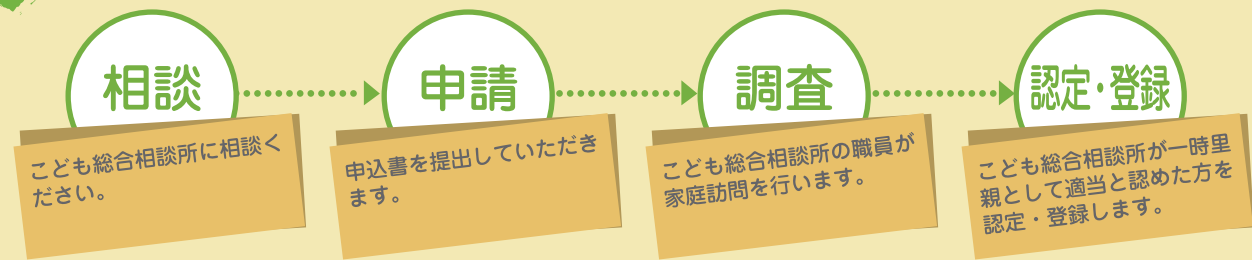 相談
こども総合相談所に相談く
ださい。
申請
申込書を提出していただき
ます。
調査
こども総合相談所の職員が
家庭訪問を行います。
認定・登録
こども総合相談所が一時里
親として適当と認めた方を
認定・登録します。